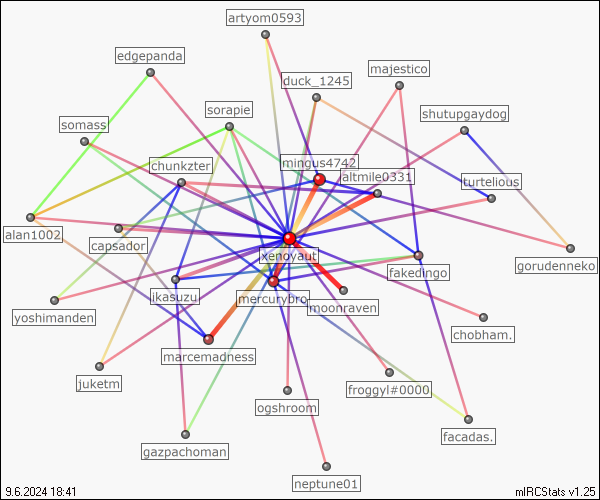 artyom0593
edgepanda
majestico
duck_1245
sorapie
shutupgaydog
somass
mingus4742
chunkzter
altmile0331
turtelious
alan1002
capsador
xenoyaut
gorudenneko
fakedingo
ikasuzu
mercurybro
moonraven
yoshimanden
chobham.
marcemadness
juketm
froggyl#0000
ogshroom
facadas.
gazpachoman
neptune01
9.6.2024 18:41
mIRCStats v1.25